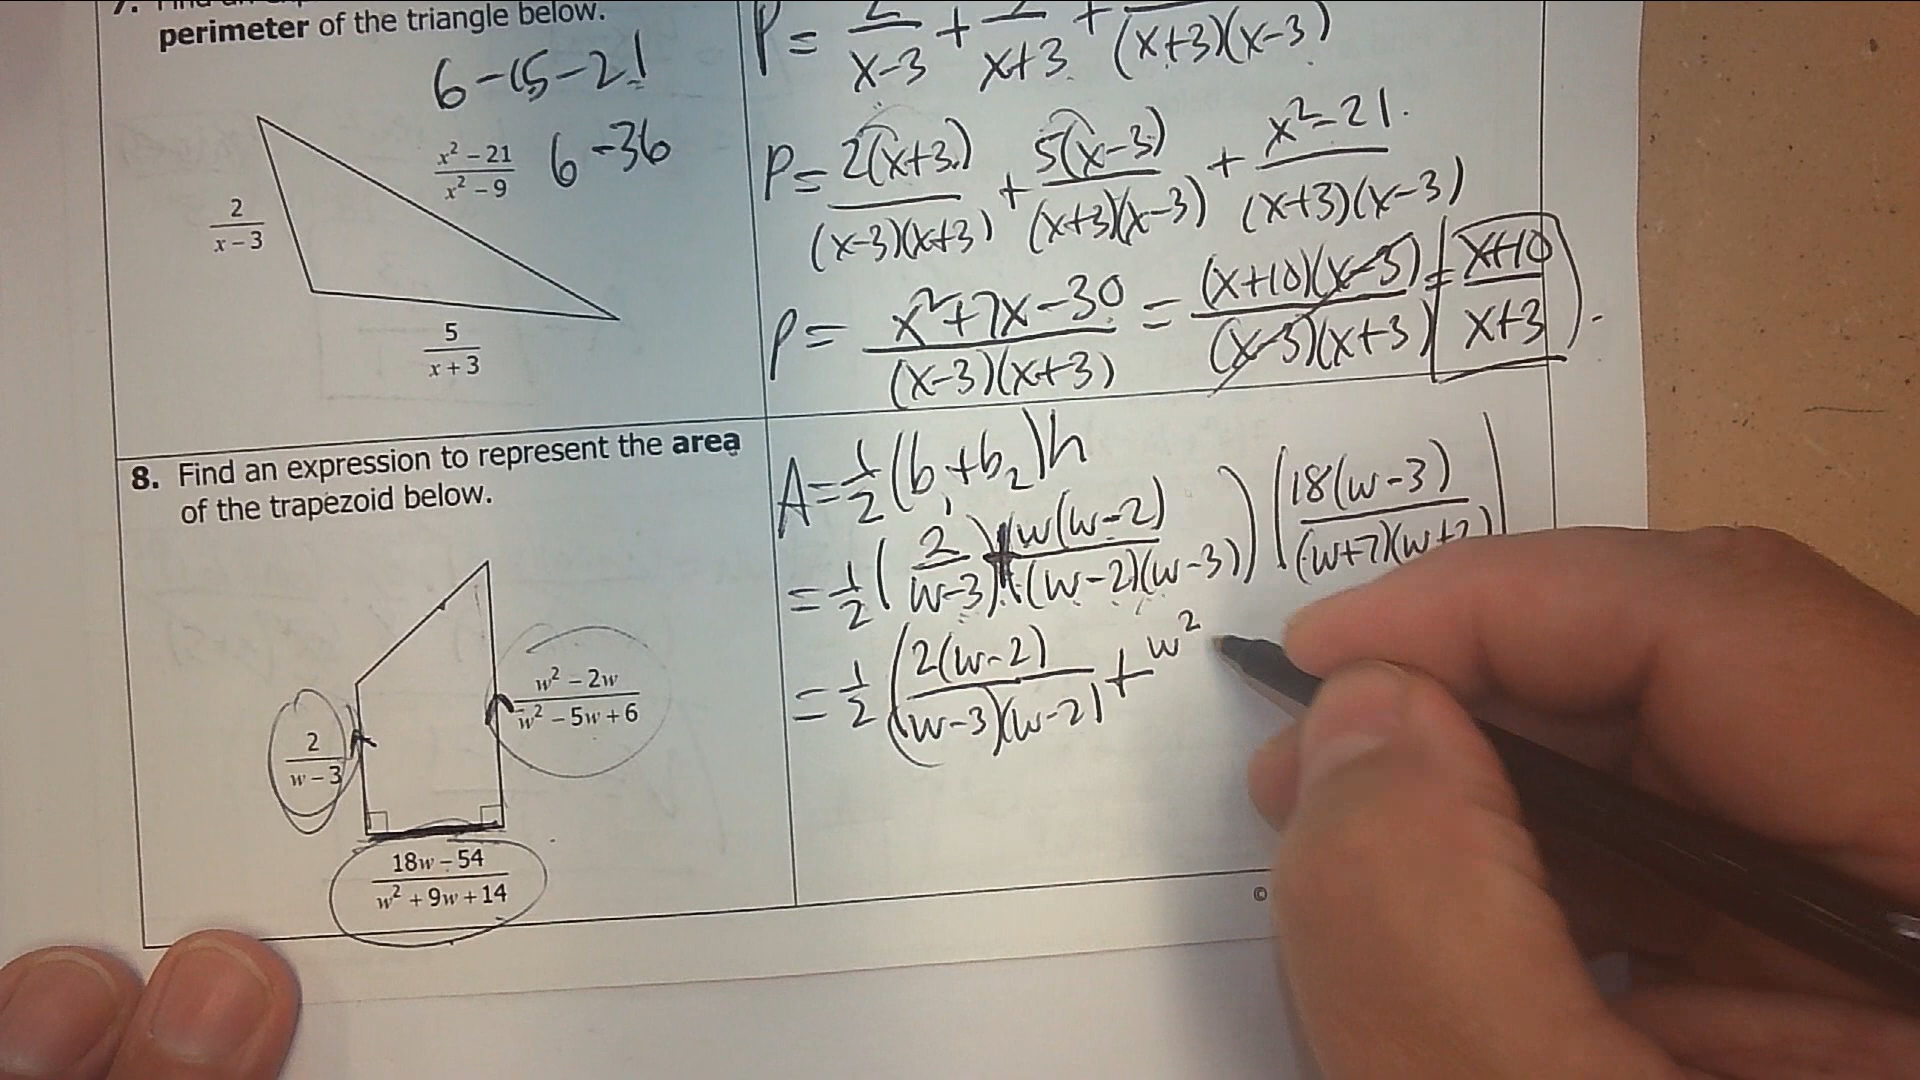 perimeter of the triangle below.
6-15-21
6-36
x² - 21
x² - 9
2
x - 3
5
x + 3
P = 2/x-3 + /x+3 + /(x+3)(x-3)
P = 2(x+3)/(x-3)(x+3) + 5(x-3)/(x+3)(x-3) + x²-21/(x+3)(x-3)
P = x²+7x-30/(x-3)(x+3) = (x+10)(x-3)/(x-3)(x+3) = x+10/x+3
8. Find an expression to represent the area
of the trapezoid below.
w² - 2w
w² - 5w + 6
2
w - 3
18w - 54
w² + 9w + 14
A = 1/2 (b₁+b₂)h
= 1/2 ( 2/w-3 + w(w-2)/(w-2)(w-3) ) ( 18(w-3)/(w+7)(w+2) )
= 1/2 ( 2(w-2)/(w-3)(w-2) + w²
©